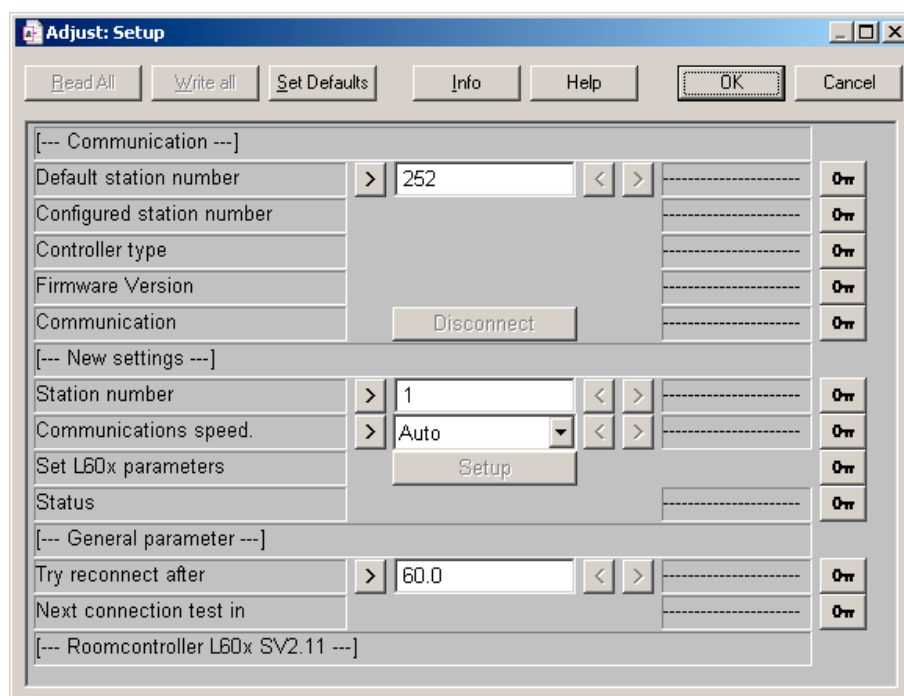 Adjust: Setup
Read All Write all Set Defaults Info Help OK Cancel
[--- Communication ---]
Default station number > 252 < > ----------------------
Configured station number ----------------------
Controller type ----------------------
Firmware Version ----------------------
Communication Disconnect ----------------------
[--- New settings ---]
Station number > 1 < > ----------------------
Communications speed. > Auto < > ----------------------
Set L60x parameters Setup
Status ----------------------
[--- General parameter ---]
Try reconnect after > 60.0 < > ----------------------
Next connection test in ----------------------
[--- Roomcontroller L60x SV2.11 ---]